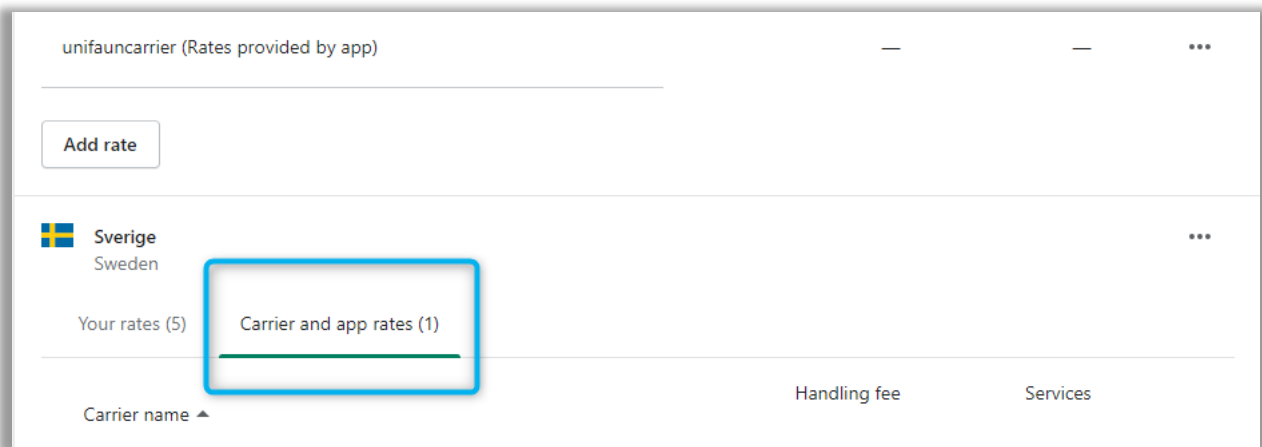 unifauncarrier (Rates provided by app) — — •••
Add rate
Sverige •••
Sweden
Your rates (5) Carrier and app rates (1)
Handling fee Services
Carrier name ▲